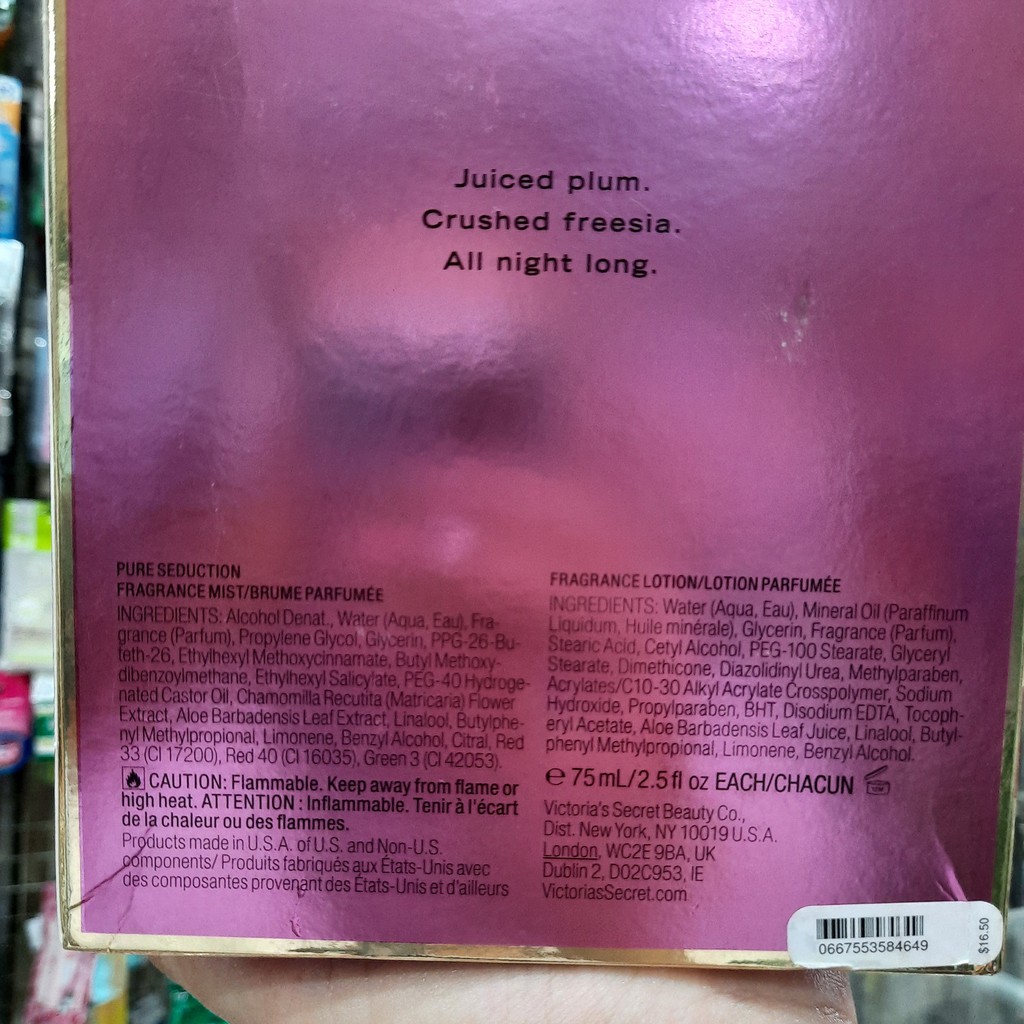 Juiced plum.
Crushed freesia.
All night long.
PURE SEDUCTION
FRAGRANCE MIST/BRUME PARFUMÉE
INGREDIENTS: Alcohol Denat., Water (Aqua, Eau), Fra-
grance (Parfum), Propylene Glycol, Glycerin, PPG-26-Bu-
teth-26, Ethylhexyl Methoxycinnamate, Butyl Methoxy-
dibenzoylmethane, Ethylhexyl Salicylate, PEG-40 Hydroge-
nated Castor Oil, Chamomilla Recutita (Matricaria) Flower
Extract, Aloe Barbadensis Leaf Extract, Linalool, Butylphe-
nyl Methylpropional, Limonene, Benzyl Alcohol, Citral, Red
33 (CI 17200), Red 40 (CI 16035), Green 3 (CI 42053).
CAUTION: Flammable. Keep away from flame or
high heat. ATTENTION : Inflammable. Tenir à l'écart
de la chaleur ou des flammes.
Products made in U.S.A. of U.S. and Non-U.S.
components/ Produits fabriqués aux États-Unis avec
des composantes provenant des États-Unis et d'ailleurs
FRAGRANCE LOTION/LOTION PARFUMÉE
INGREDIENTS: Water (Aqua, Eau), Mineral Oil (Paraffinum
Liquidum, Huile minérale), Glycerin, Fragrance (Parfum),
Stearic Acid, Cetyl Alcohol, PEG-100 Stearate, Glyceryl
Stearate, Dimethicone, Diazolidinyl Urea, Methylparaben,
Acrylates/C10-30 Alkyl Acrylate Crosspolymer, Sodium
Hydroxide, Propylparaben, BHT, Disodium EDTA, Tocoph-
eryl Acetate, Aloe Barbadensis Leaf Juice, Linalool, Butyl-
phenyl Methylpropional, Limonene, Benzyl Alcohol.
℮ 75 mL/2.5 fl oz EACH/CHACUN
Victoria's Secret Beauty Co.,
Dist. New York, NY 10019 U.S.A.
London, WC2E 9BA, UK
Dublin 2, D02C953, IE
VictoriasSecret.com
0667553584649
$16.50